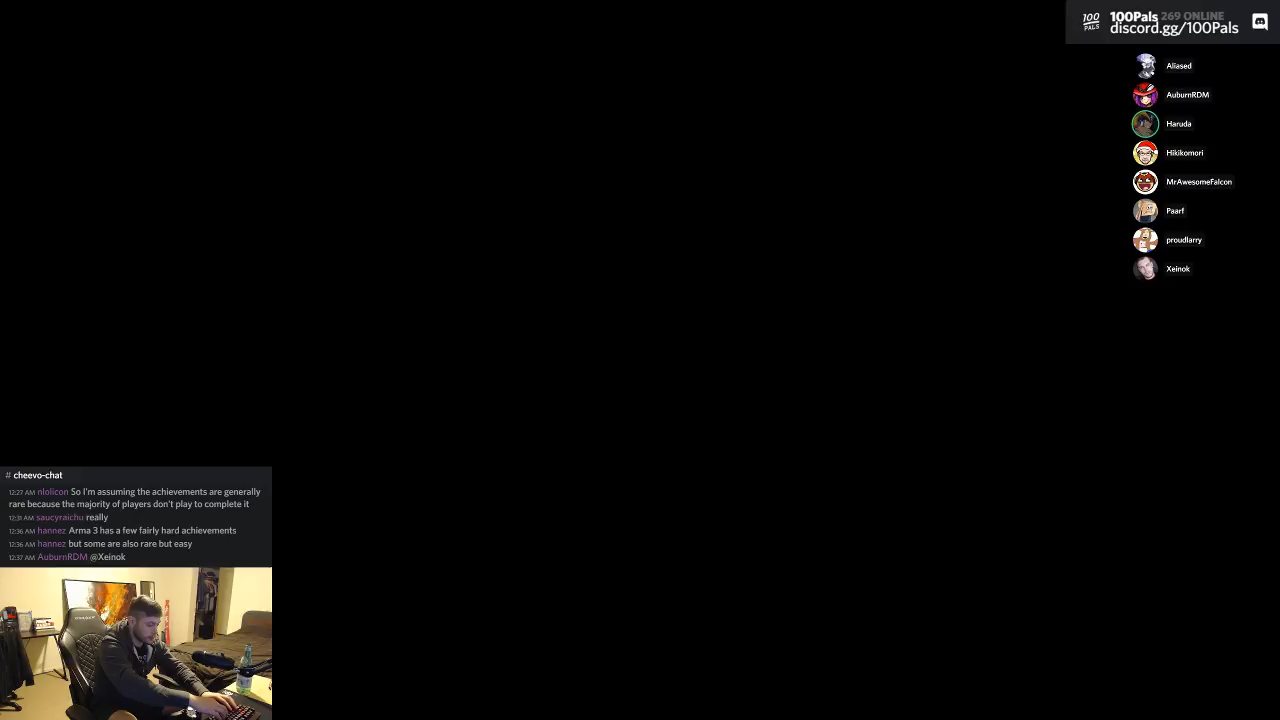 100 PALS
100Pals 269 ONLINE
discord.gg/100Pals
Aliased
AuburnRDM
Haruda
Hikikomori
MrAwesomeFalcon
Paarf
proudlarry
Xeinok
# cheevo-chat
12:27 AM nlolicon So I'm assuming the achievements are generally
rare because the majority of players don't play to complete it
12:31 AM saucyraichu really
12:36 AM hannez Arma 3 has a few fairly hard achievements
12:36 AM hannez but some are also rare but easy
12:37 AM AuburnRDM @Xeinok